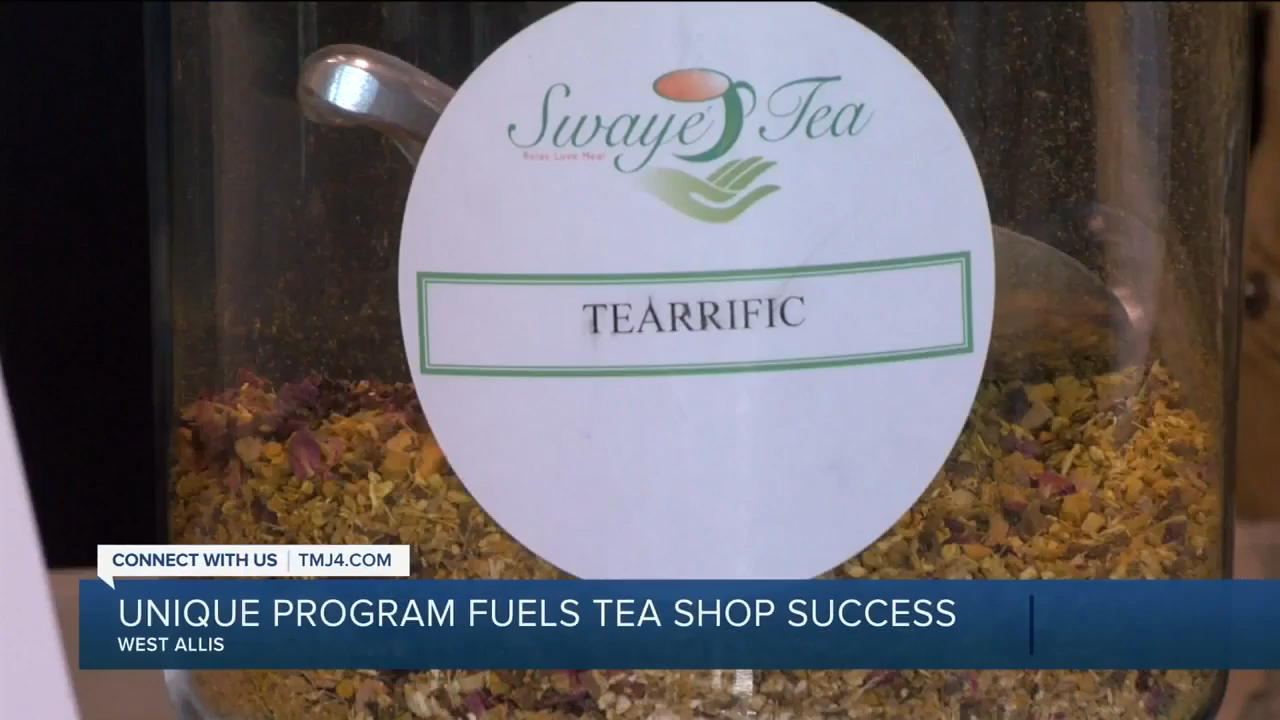 Swaye Tea
Relax Love Heal
TEARRIFIC
CONNECT WITH US | TMJ4.COM
UNIQUE PROGRAM FUELS TEA SHOP SUCCESS
WEST ALLIS